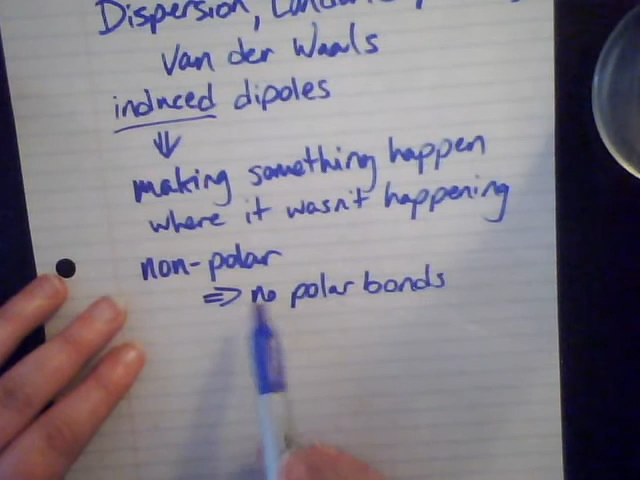 Dispersion,
Van der Waals
induced dipoles
⇓
making something happen
where it wasn't happening
non-polar
⇒ no polar bonds